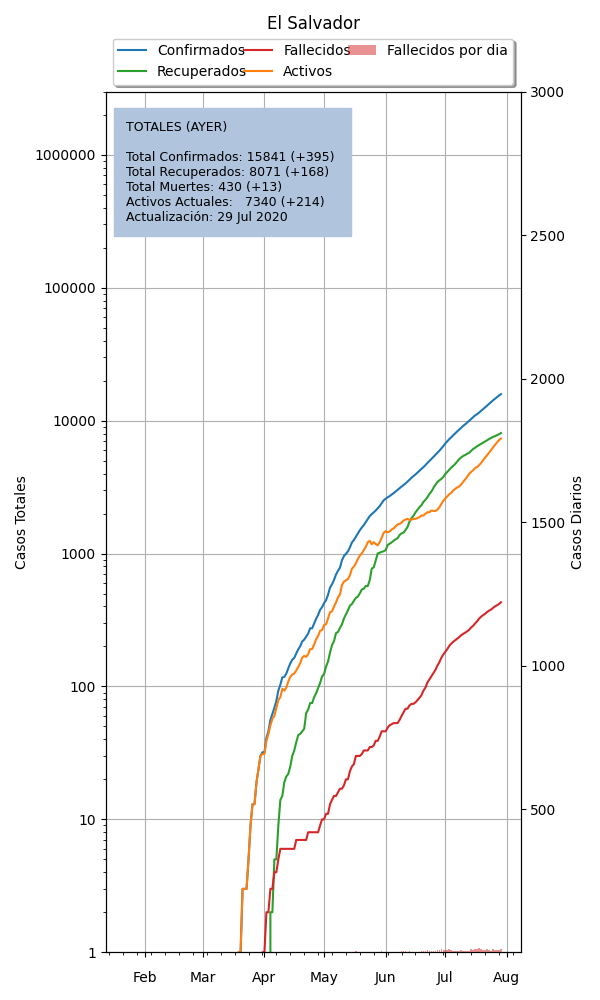 El Salvador
Confirmados Fallecidos Fallecidos por dia
Recuperados Activos
TOTALES (AYER)
Total Confirmados: 15841 (+395)
Total Recuperados: 8071 (+168)
Total Muertes: 430 (+13)
Activos Actuales: 7340 (+214)
Actualización: 29 Jul 2020
Casos Totales
1000000
100000
10000
1000
100
10
1
3000
2500
2000
1500
1000
500
Casos Diarios
Feb Mar Apr May Jun Jul Aug